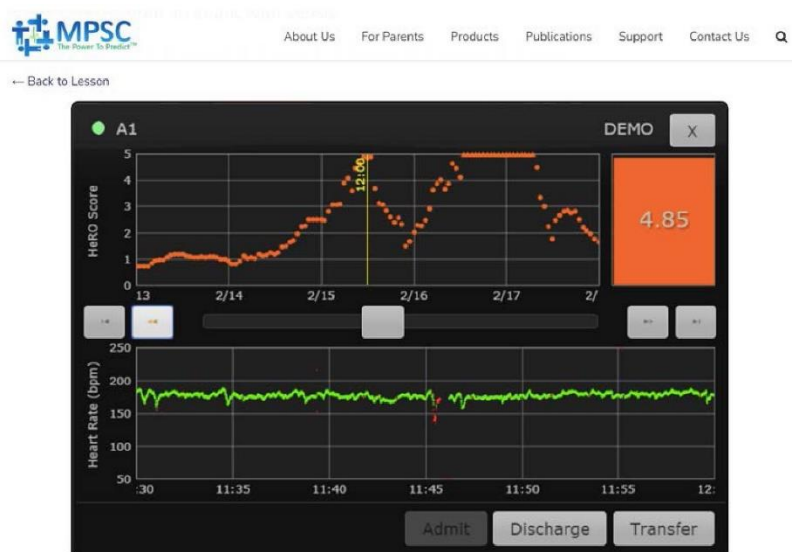 MPSC
The Power To Predict™
About Us For Parents Products Publications Support Contact Us
← Back to Lesson
A1 DEMO X
5
4
3
2
1
0
HeRO Score
12:00
4.85
13 2/14 2/15 2/16 2/17 2/
250
200
150
100
50
Heart Rate (bpm)
:30 11:35 11:40 11:45 11:50 11:55 12:
Admit Discharge Transfer